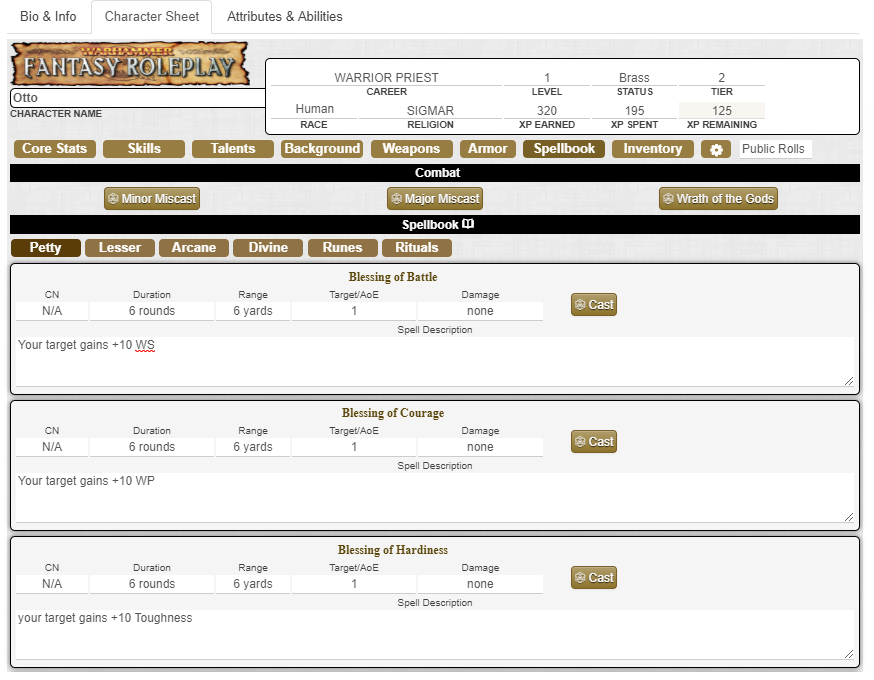 Bio & Info Character Sheet Attributes & Abilities
WARHAMMER
FANTASY ROLEPLAY
WARRIOR PRIEST 1 Brass 2
CAREER LEVEL STATUS TIER
Otto
CHARACTER NAME
Human SIGMAR 320 195 125
RACE RELIGION XP EARNED XP SPENT XP REMAINING
Core Stats Skills Talents Background Weapons Armor Spellbook Inventory Public Rolls
Combat
Minor Miscast Major Miscast Wrath of the Gods
Spellbook
Petty Lesser Arcane Divine Runes Rituals
Blessing of Battle
CN Duration Range Target/AoE Damage
N/A 6 rounds 6 yards 1 none Cast
Spell Description
Your target gains +10 WS
Blessing of Courage
CN Duration Range Target/AoE Damage
N/A 6 rounds 6 yards 1 none Cast
Spell Description
Your target gains +10 WP
Blessing of Hardiness
CN Duration Range Target/AoE Damage
N/A 6 rounds 6 yards 1 none Cast
Spell Description
your target gains +10 Toughness